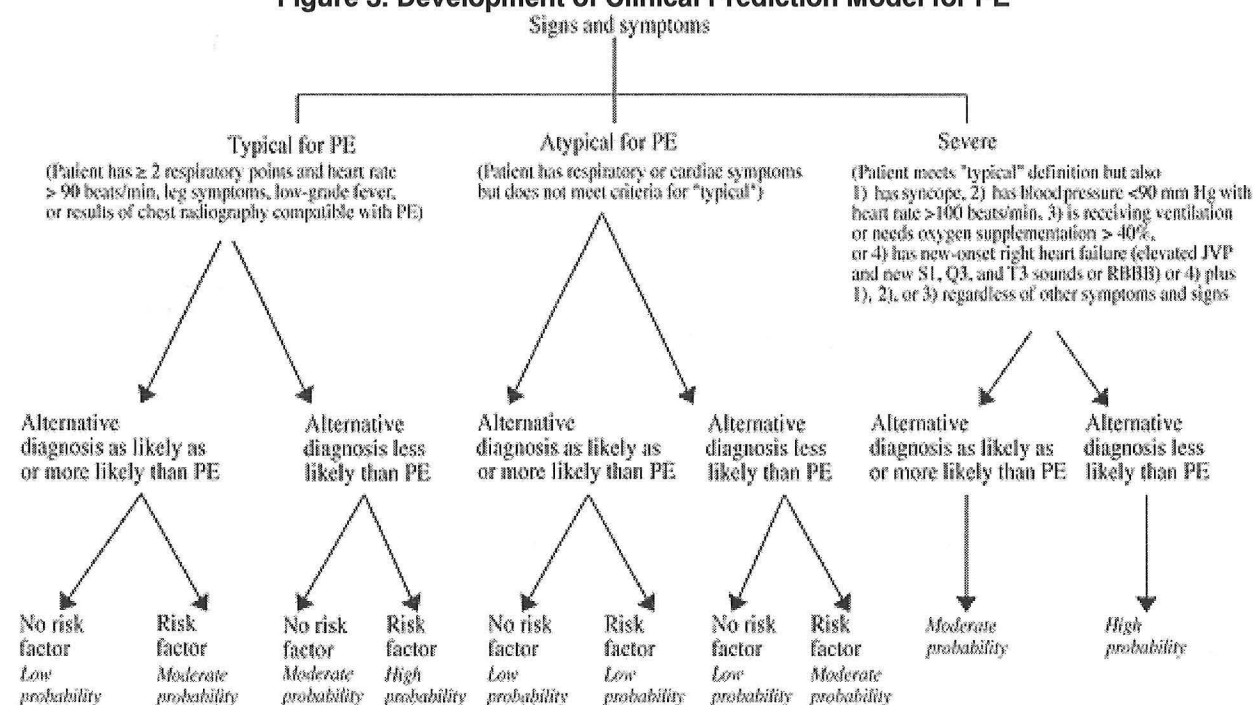 Figure 3. Development of Clinical Prediction Model for PE
Signs and symptoms
Typical for PE
(Patient has ≥ 2 respiratory points and heart rate
> 90 beats/min, leg symptoms, low-grade fever,
or results of chest radiography compatible with PE)
Atypical for PE
(Patient has respiratory or cardiac symptoms
but does not meet criteria for "typical")
Severe
(Patient meets "typical" definition but also
1) has syncope, 2) has blood pressure <90 mm Hg with
heart rate >100 beats/min, 3) is receiving ventilation
or needs oxygen supplementation > 40%,
or 4) has new-onset right heart failure (elevated JVP
and new S1, Q3, and T3 sounds or RBBB) or 4) plus
1), 2), or 3) regardless of other symptoms and signs
Alternative
diagnosis as likely as
or more likely than PE
Alternative
diagnosis less
likely than PE
Alternative
diagnosis as likely as
or more likely than PE
Alternative
diagnosis less
likely than PE
Alternative
diagnosis as likely as
or more likely than PE
Alternative
diagnosis less
likely than PE
No risk
factor
Low
probability
Risk
factor
Moderate
probability
No risk
factor
Moderate
probability
Risk
factor
High
probability
No risk
factor
Low
probability
Risk
factor
Low
probability
No risk
factor
Low
probability
Risk
factor
Moderate
probability
Moderate
probability
High
probability